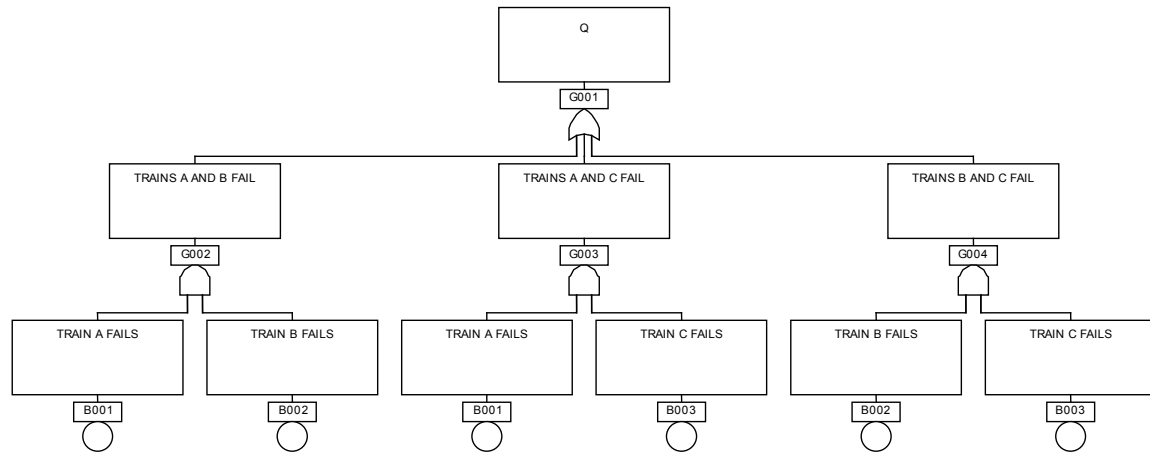 Q
G001
TRAINS A AND B FAIL
TRAINS A AND C FAIL
TRAINS B AND C FAIL
G002
G003
G004
TRAIN A FAILS
TRAIN B FAILS
TRAIN A FAILS
TRAIN C FAILS
TRAIN B FAILS
TRAIN C FAILS
B001
B002
B001
B003
B002
B003